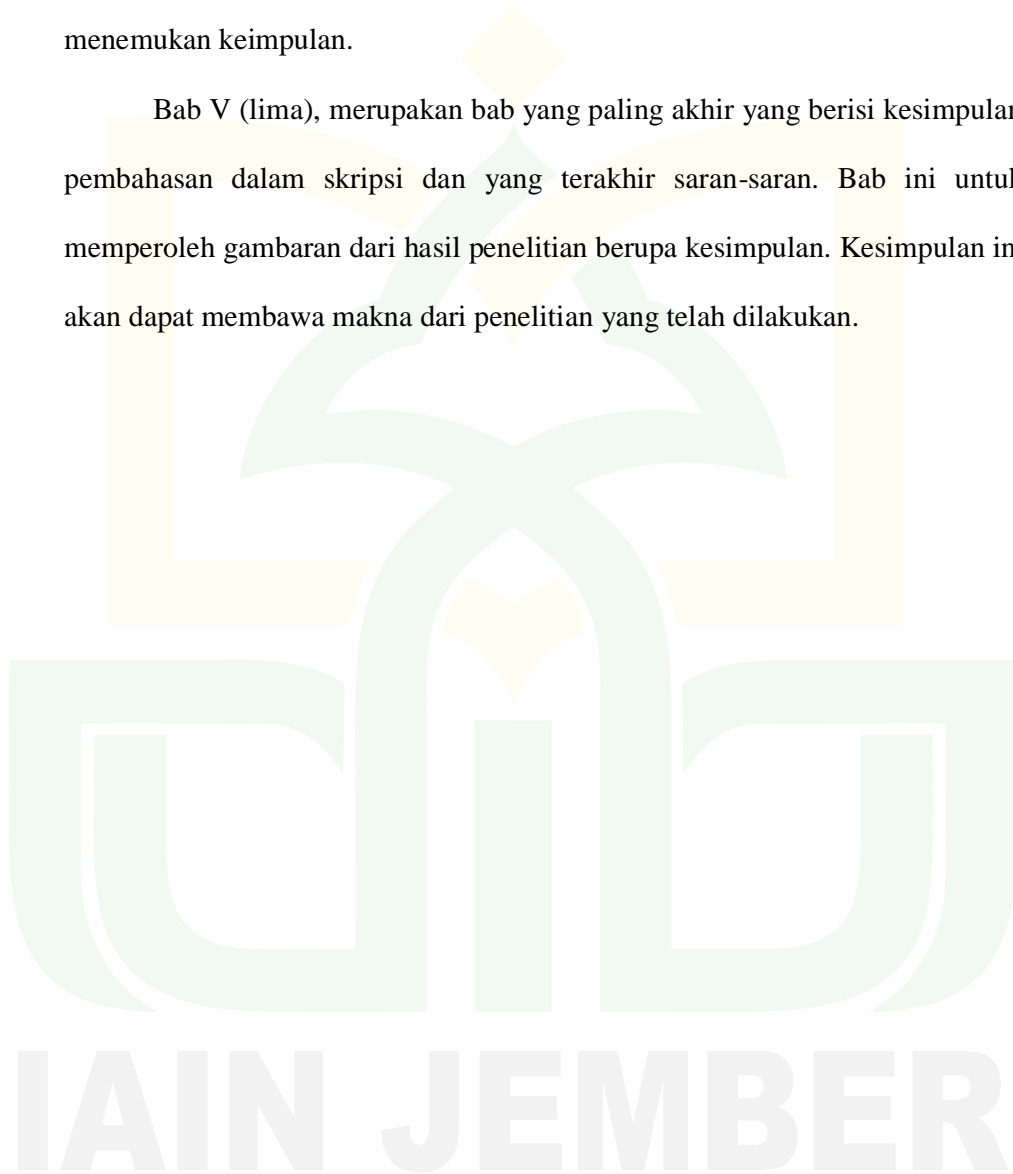 menemukan keimpulan.
Bab V (lima), merupakan bab yang paling akhir yang berisi kesimpulan
pembahasan dalam skripsi dan yang terakhir saran-saran. Bab ini untuk
memperoleh gambaran dari hasil penelitian berupa kesimpulan. Kesimpulan in
akan dapat membawa makna dari penelitian yang telah dilakukan.
IAIN JEMBER